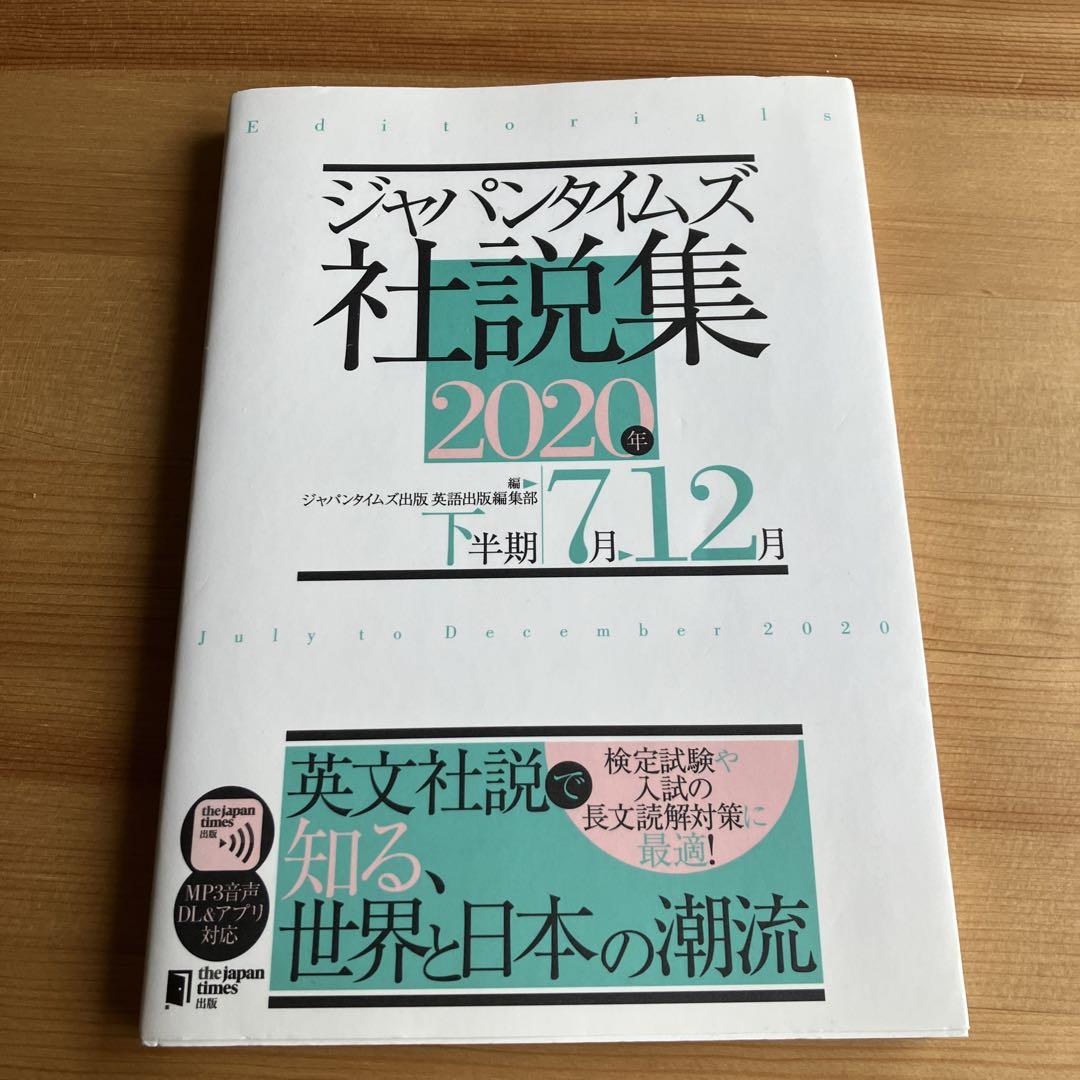 Editorials
ジャパンタイムズ
社説集
2020年
編▶
ジャパンタイムズ出版 英語出版編集部
下半期 7月▶12月
July to December 2020
英文社説で
知る、
世界と日本の潮流
検定試験や
入試の
長文読解対策に
最適!
the japan
times
出版
MP3音声
DL&アプリ
対応
the japan
times
出版